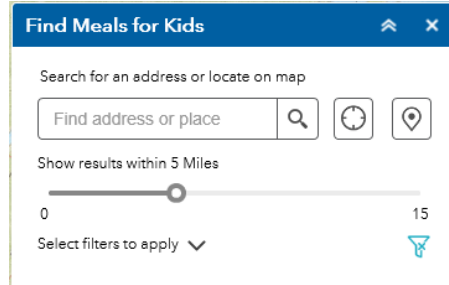 Find Meals for Kids
Search for an address or locate on map
Find address or place
Show results within 5 Miles
0 15
Select filters to apply